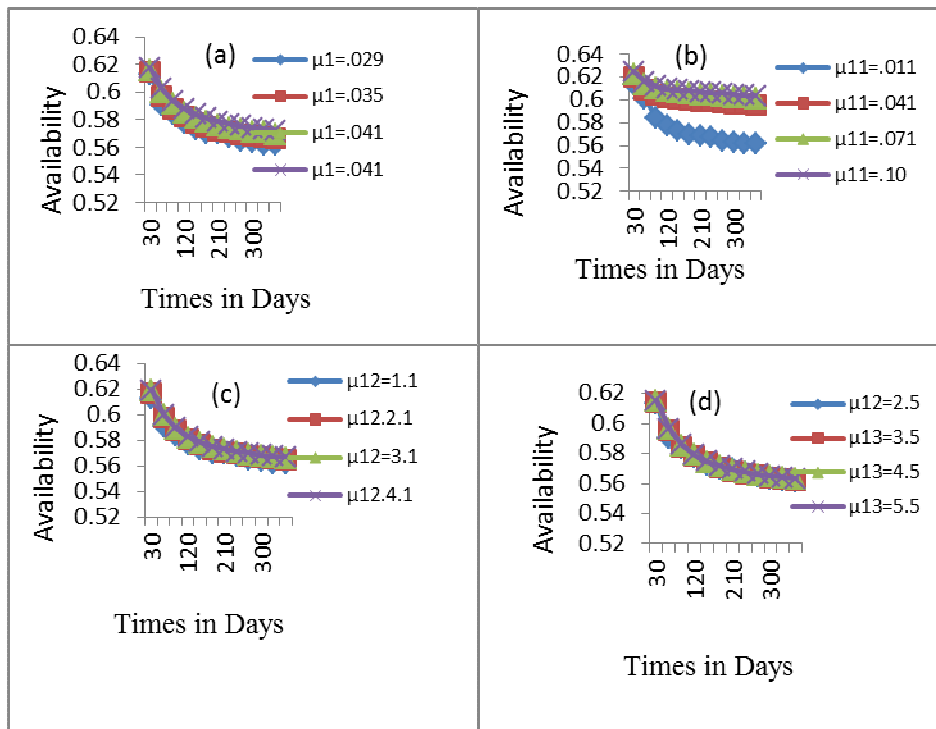 (a)
Availability
0.64
0.62
0.6
0.58
0.56
0.54
0.52
30
120
210
300
Times in Days
μ1=.029
μ1=.035
μ1=.041
μ1=.041
(b)
Availability
0.64
0.62
0.6
0.58
0.56
0.54
0.52
30
120
210
300
Times in Days
μ11=.011
μ11=.041
μ11=.071
μ11=.10
(c)
Availability
0.64
0.62
0.6
0.58
0.56
0.54
0.52
30
120
210
300
Times in Days
μ12=1.1
μ12.2.1
μ12=3.1
μ12.4.1
(d)
Availability
0.62
0.6
0.58
0.56
0.54
0.52
30
120
210
300
Times in Days
μ12=2.5
μ13=3.5
μ13=4.5
μ13=5.5